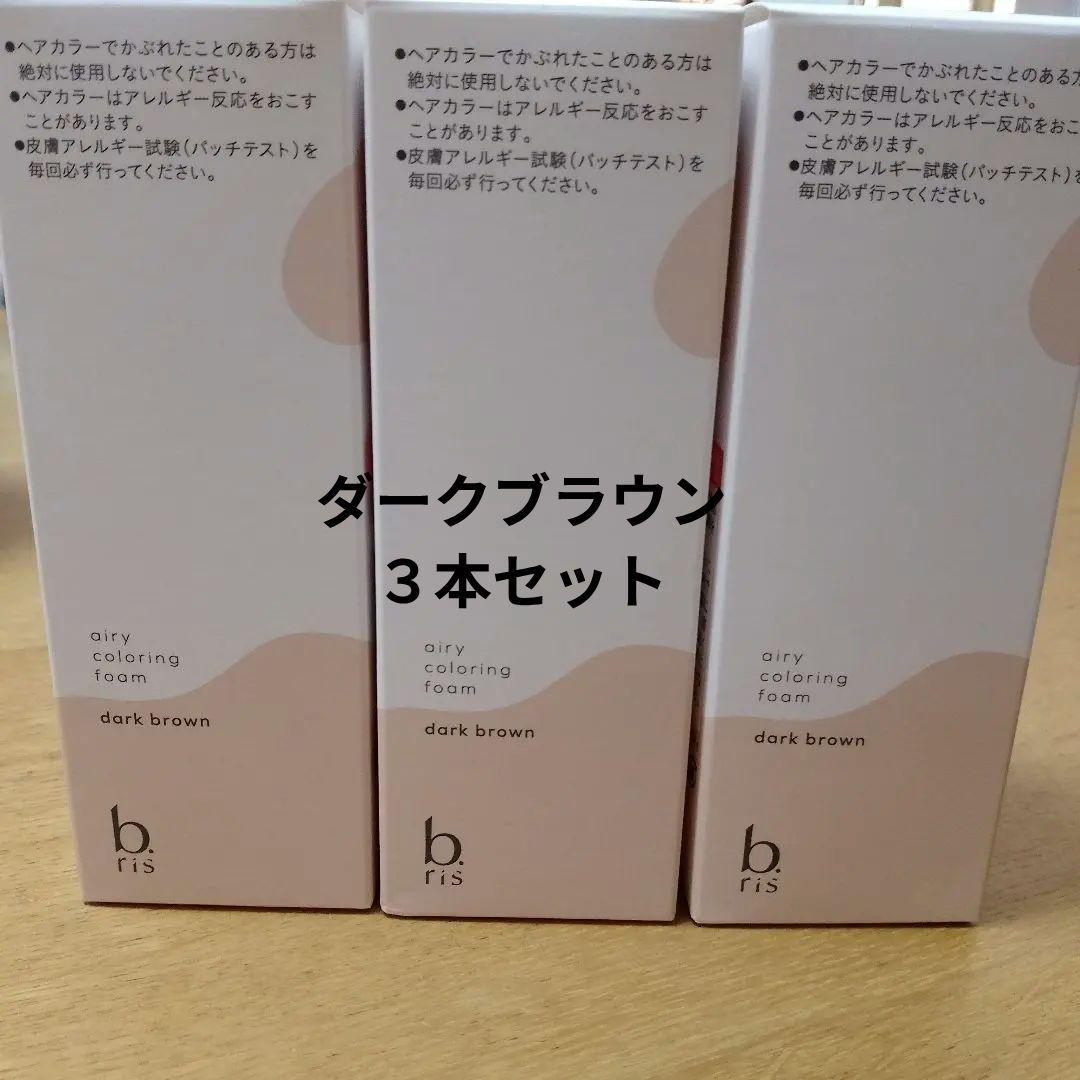 ●ヘアカラーでかぶれたことのある方は
絶対に使用しないでください。
●ヘアカラーはアレルギー反応をおこす
ことがあります。
●皮膚アレルギー試験(パッチテスト)を
毎回必ず行ってください。
airy
coloring
foam
dark brown
b.
ris
●ヘアカラーでかぶれたことのある方は
絶対に使用しないでください。
●ヘアカラーはアレルギー反応をおこす
ことがあります。
●皮膚アレルギー試験(パッチテスト)を
毎回必ず行ってください。
ダークブラウン
３本セット
airy
coloring
foam
dark brown
b.
ris
●ヘアカラーでかぶれたことのある方
絶対に使用しないでください。
●ヘアカラーはアレルギー反応をおこ
ことがあります。
●皮膚アレルギー試験(パッチテスト)を
毎回必ず行ってください。
airy
coloring
foam
dark brown
b.
ris